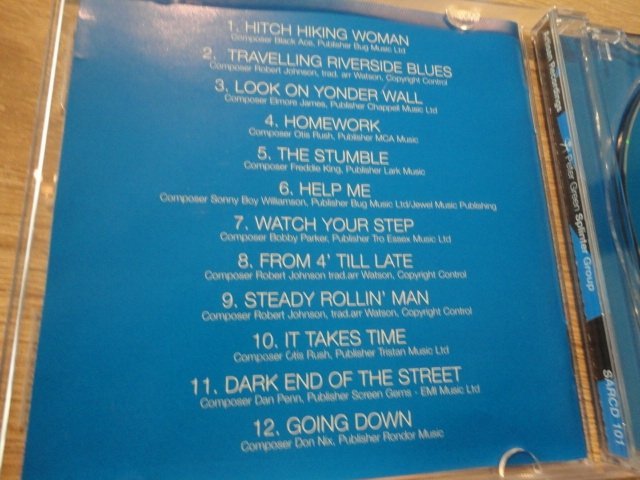 1. HITCH HIKING WOMAN
Composer Black Ace, Publisher Bug Music Ltd
2. TRAVELLING RIVERSIDE BLUES
Composer Robert Johnson, trad. arr Watson, Copyright Control
3. LOOK ON YONDER WALL
Composer Elmore James, Publisher Chappel Music Ltd
4. HOMEWORK
Composer Otis Rush, Publisher MCA Music
5. THE STUMBLE
Composer Freddie King, Publisher Lark Music
6. HELP ME
Composer Sonny Boy Williamson, Publisher Bug Music Ltd/Jewel Music Publishing
7. WATCH YOUR STEP
Composer Bobby Parker, Publisher Tro Essex Music Ltd
8. FROM 4' TILL LATE
Composer Robert Johnson trad.arr Watson, Copyright Control
9. STEADY ROLLIN' MAN
Composer Robert Johnson, trad.arr Watson, Copyright Control
10. IT TAKES TIME
Composer Otis Rush, Publisher Tristan Music Ltd
11. DARK END OF THE STREET
Composer Dan Penn, Publisher Screen Gems - EMI Music Ltd
12. GOING DOWN
Composer Don Nix, Publisher Rondor Music
Peter Green Splinter Group
SARCD 101